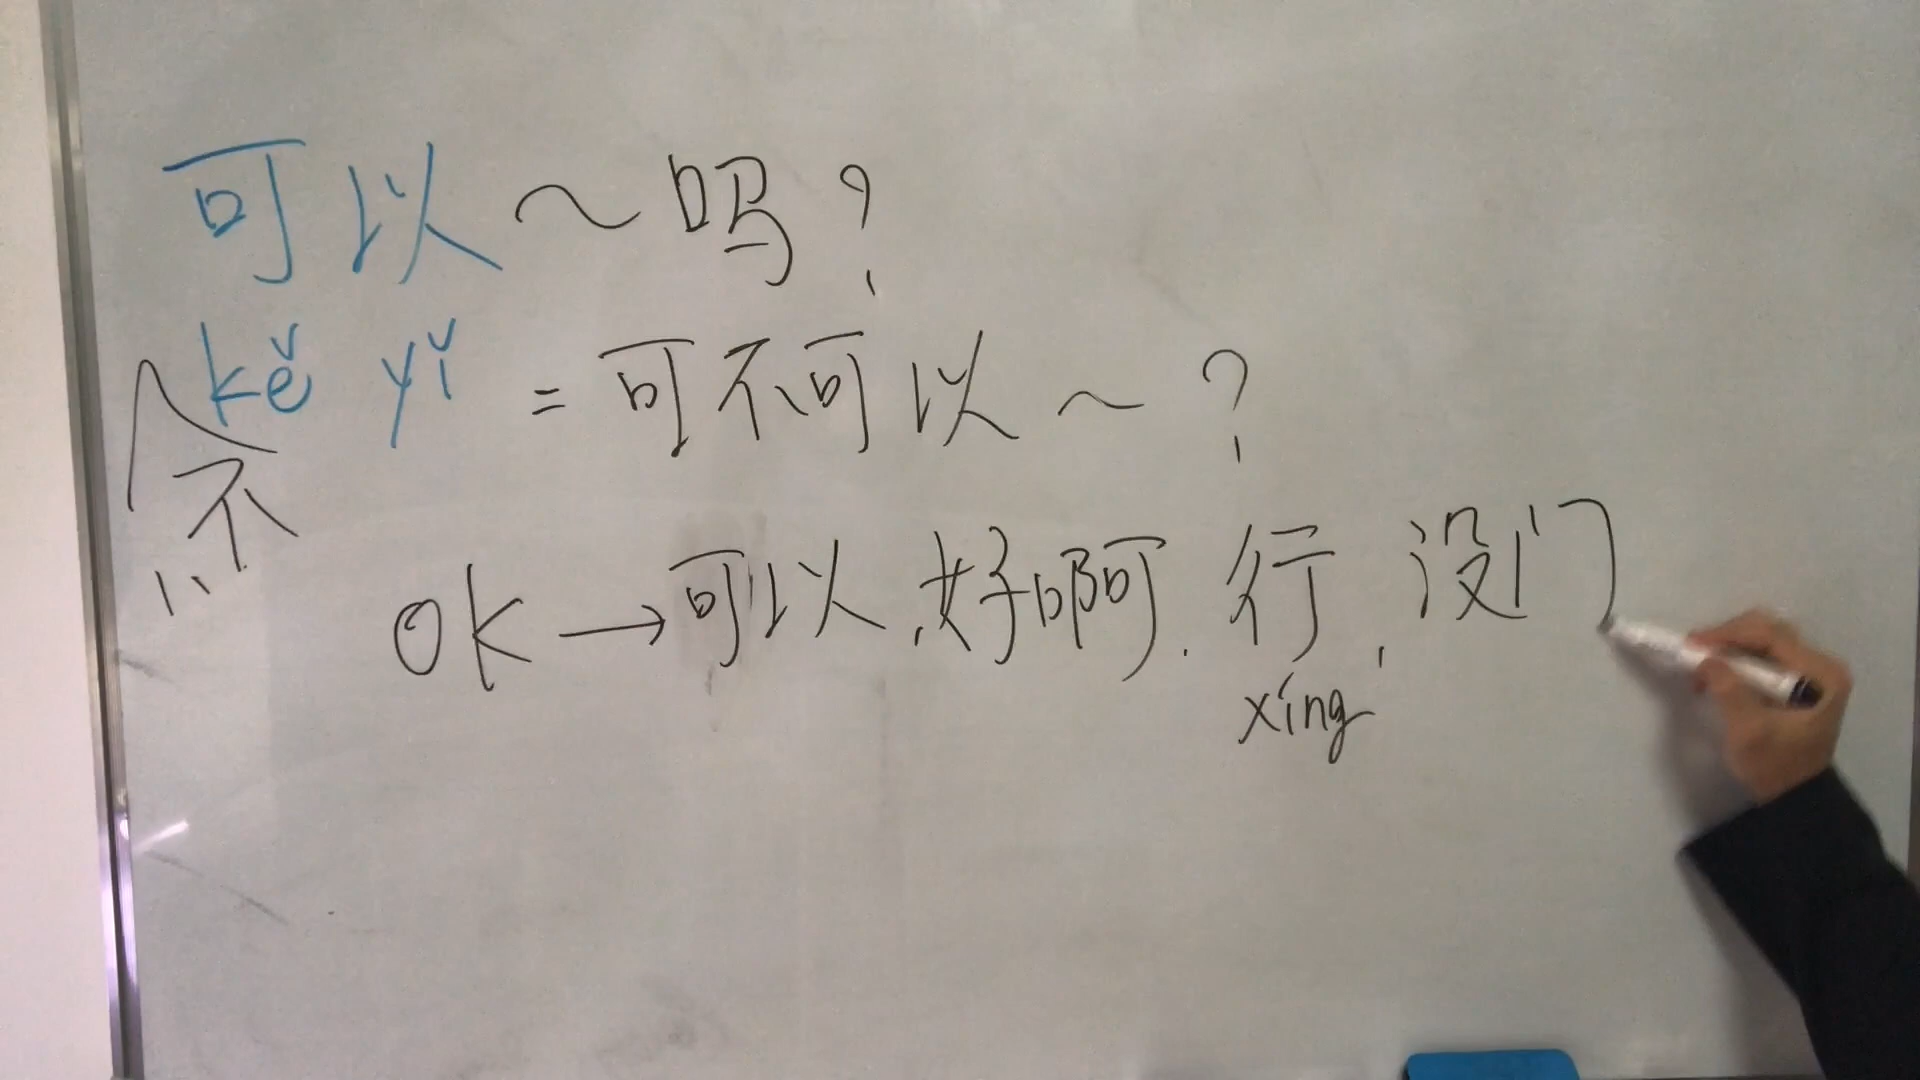 可以～吗？
kě yǐ
=可不可以～？
不
OK→可以,好啊啊.行,没门
xíng